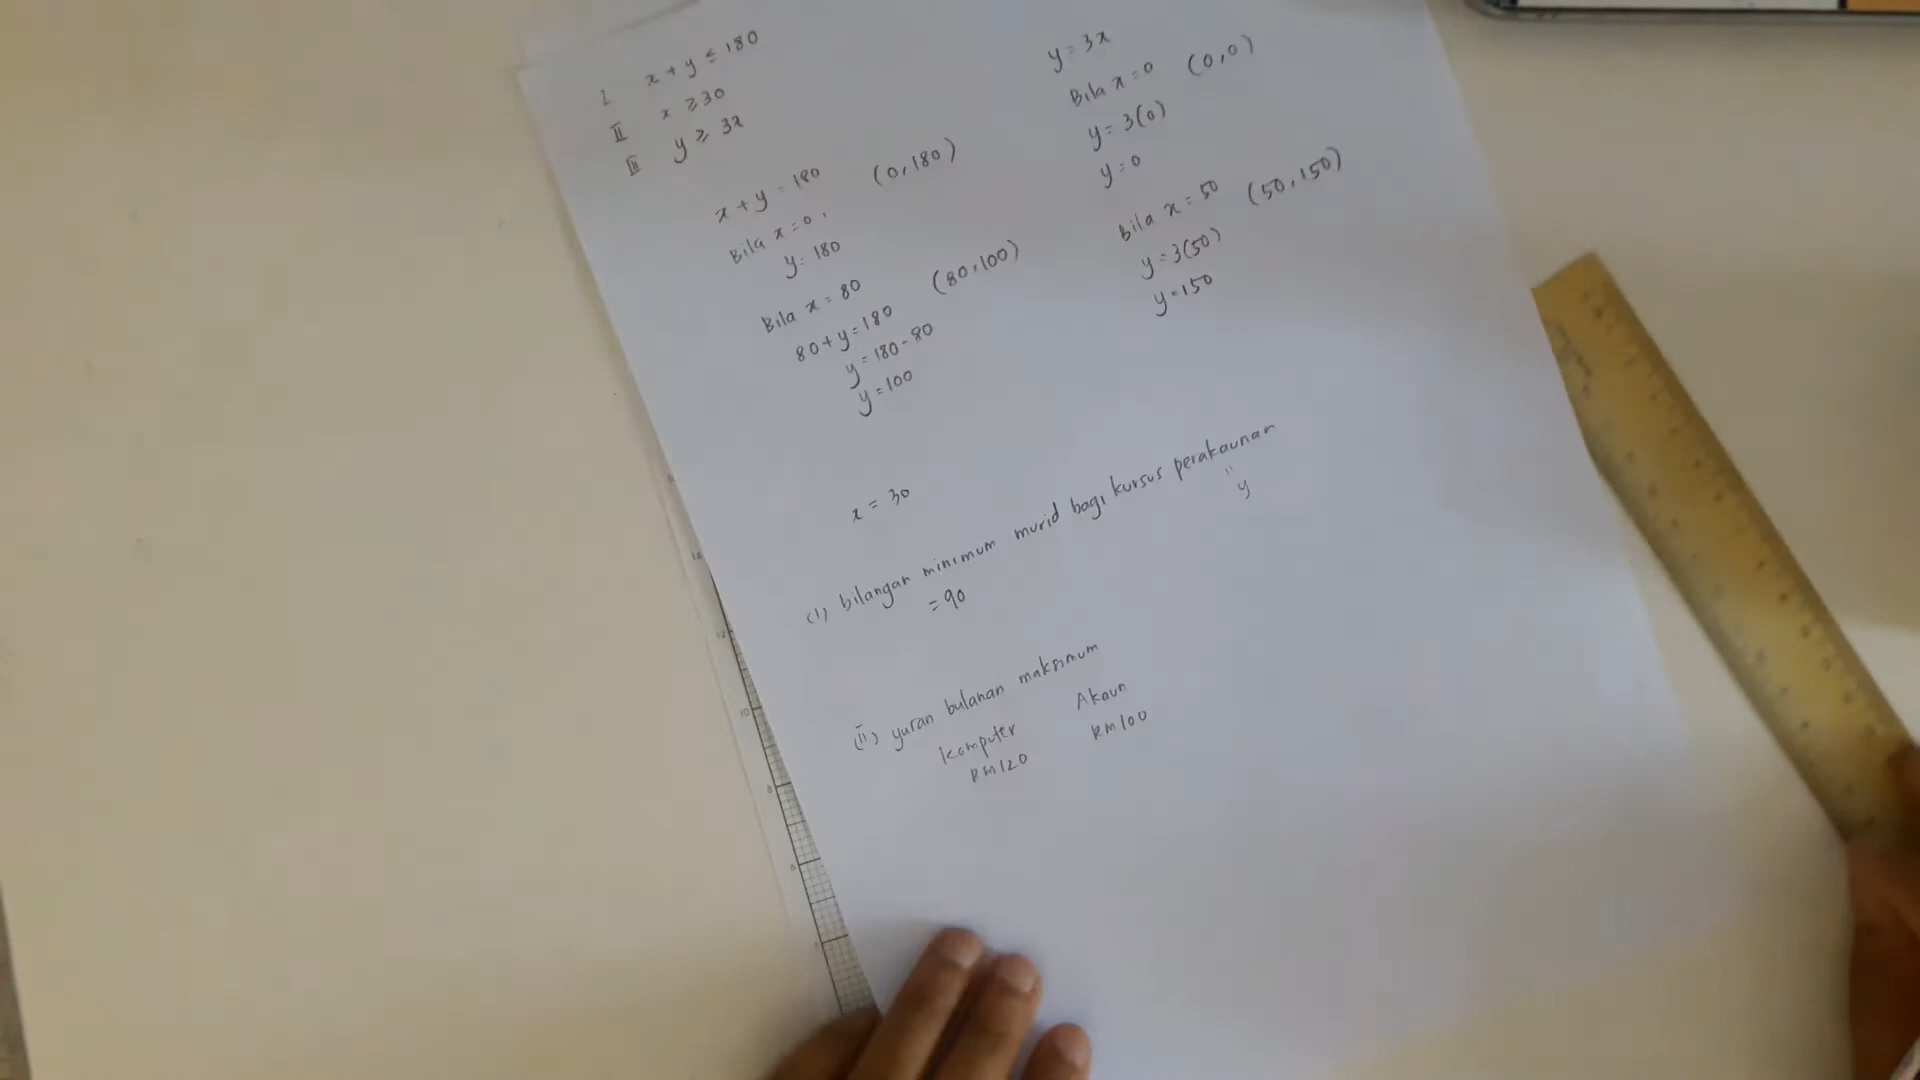 I x + y ≤ 180
II x ≥ 30
III y ≥ 3x
x + y = 180 (0, 180)
Bila x = 0,
y = 180
Bila x = 80 (80, 100)
80 + y = 180
y = 180 - 80
y = 100
y = 3x
Bila x = 0 (0, 0)
y = 3(0)
y = 0
Bila x = 50 (50, 150)
y = 3(50)
y = 150
x = 30
(i) bilangan minimum murid bagi kursus perakaunan
"
y
= 90
(ii) yuran bulanan maksimum
komputer Akaun
RM120 RM100